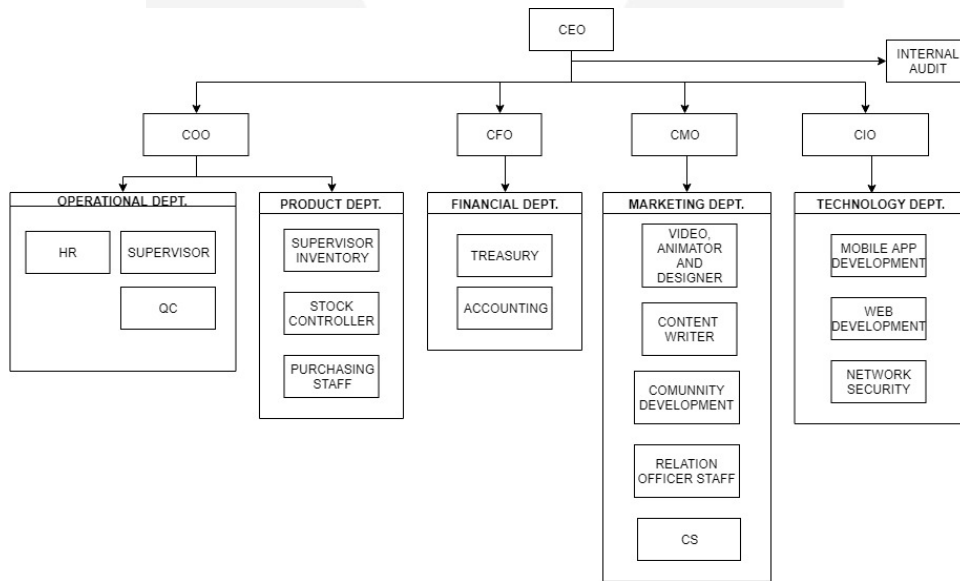 CEO
INTERNAL
AUDIT
COO
CFO
CMO
CIO
OPERATIONAL DEPT.
HR
SUPERVISOR
QC
PRODUCT DEPT.
SUPERVISOR
INVENTORY
STOCK
CONTROLLER
PURCHASING
STAFF
FINANCIAL DEPT.
TREASURY
ACCOUNTING
MARKETING DEPT.
VIDEO,
ANIMATOR
AND
DESIGNER
CONTENT
WRITER
COMUNNITY
DEVELOPMENT
RELATION
OFFICER STAFF
CS
TECHNOLOGY DEPT.
MOBILE APP
DEVELOPMENT
WEB
DEVELOPMENT
NETWORK
SECURITY